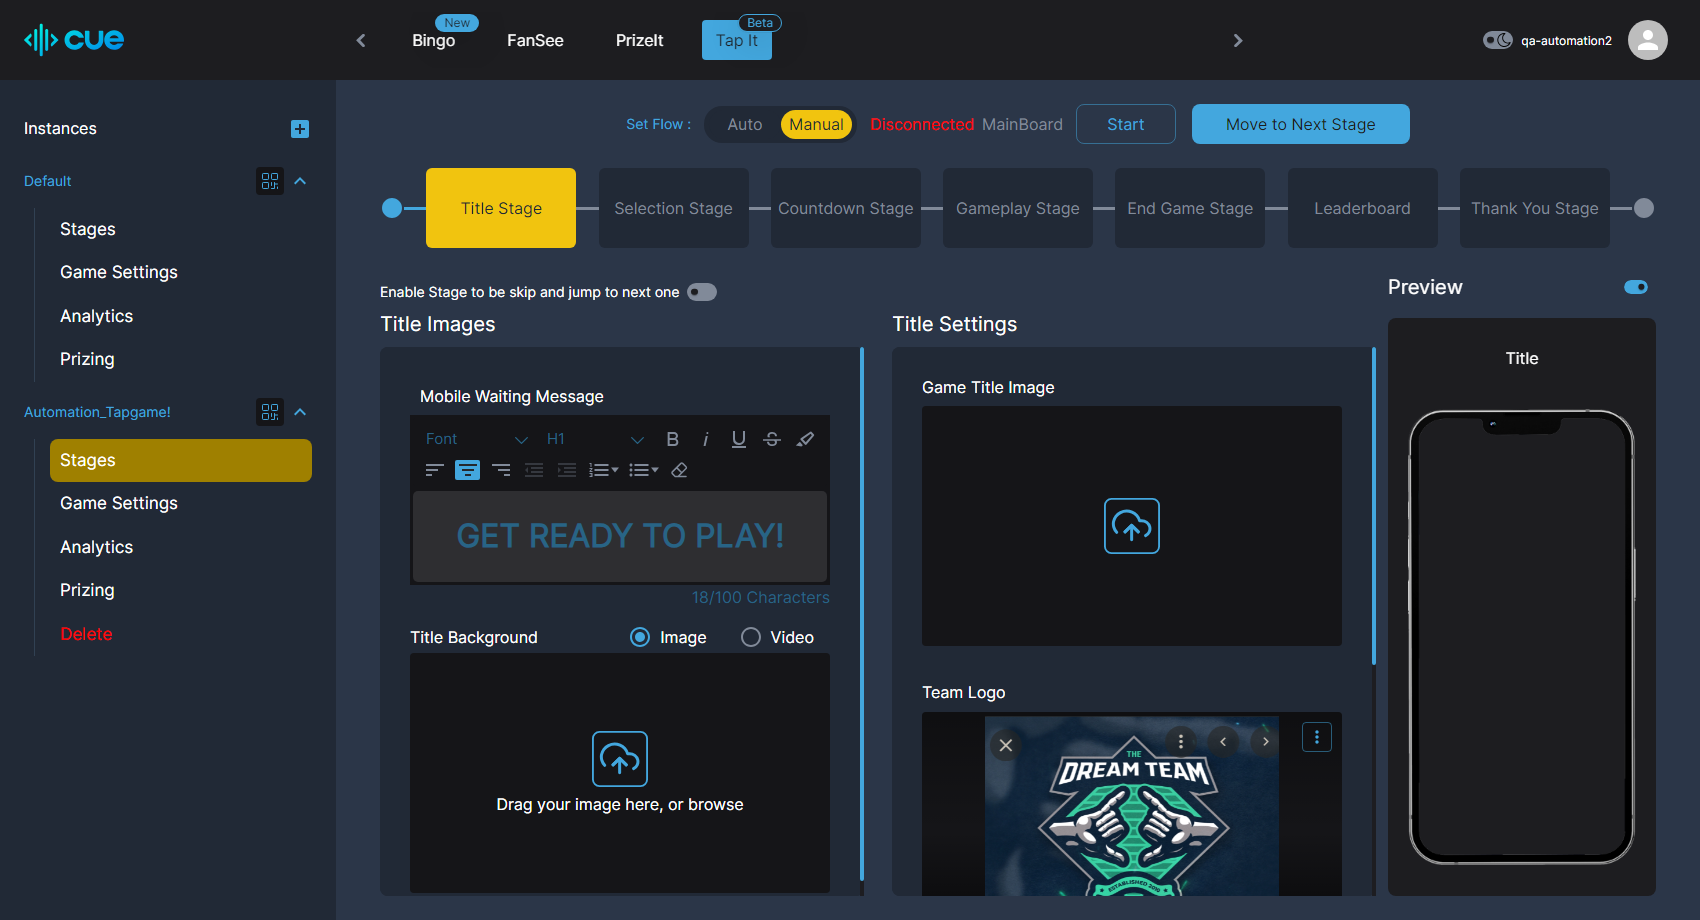 cue
Bingo
New
FanSee
PrizeIt
Tap It
Beta
qa-automation2
Instances
Default
Stages
Game Settings
Analytics
Prizing
Automation_Tapgame!
Stages
Game Settings
Analytics
Prizing
Delete
Set Flow :
Auto
Manual
Disconnected MainBoard
Start
Move to Next Stage
Title Stage
Selection Stage
Countdown Stage
Gameplay Stage
End Game Stage
Leaderboard
Thank You Stage
Enable Stage to be skip and jump to next one
Title Images
Mobile Waiting Message
Font
H1
B
i
U
S
GET READY TO PLAY!
18/100 Characters
Title Background
Image
Video
Drag your image here, or browse
Title Settings
Game Title Image
Team Logo
THE
DREAM TEAM
ESTABLISHED 2010
Preview
Title